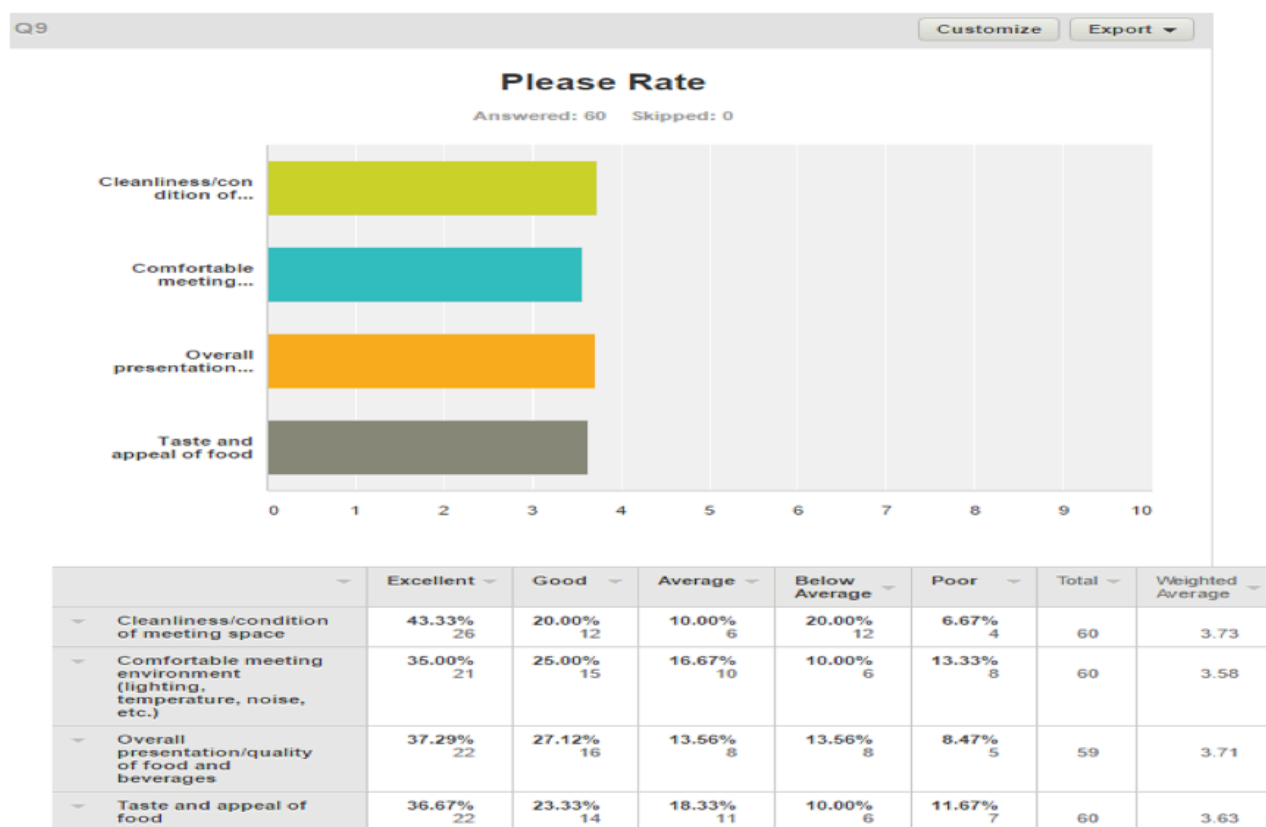 Q9
Customize
Export
Please Rate
Answered: 60 Skipped: 0
Cleanliness/con
dition of...
Comfortable
meeting...
Overall
presentation...
Taste and
appeal of food
0 1 2 3 4 5 6 7 8 9 10
Excellent Good Average Below Average Poor Total Weighted Average
Cleanliness/condition
of meeting space
43.33% 20.00% 10.00% 20.00% 6.67%
26 12 6 12 4 60 3.73
Comfortable meeting
environment
(lighting,
temperature, noise,
etc.)
35.00% 25.00% 16.67% 10.00% 13.33%
21 15 10 6 8 60 3.58
Overall
presentation/quality
of food and
beverages
37.29% 27.12% 13.56% 13.56% 8.47%
22 16 8 8 5 59 3.71
Taste and appeal of
food
36.67% 23.33% 18.33% 10.00% 11.67%
22 14 11 6 7 60 3.63